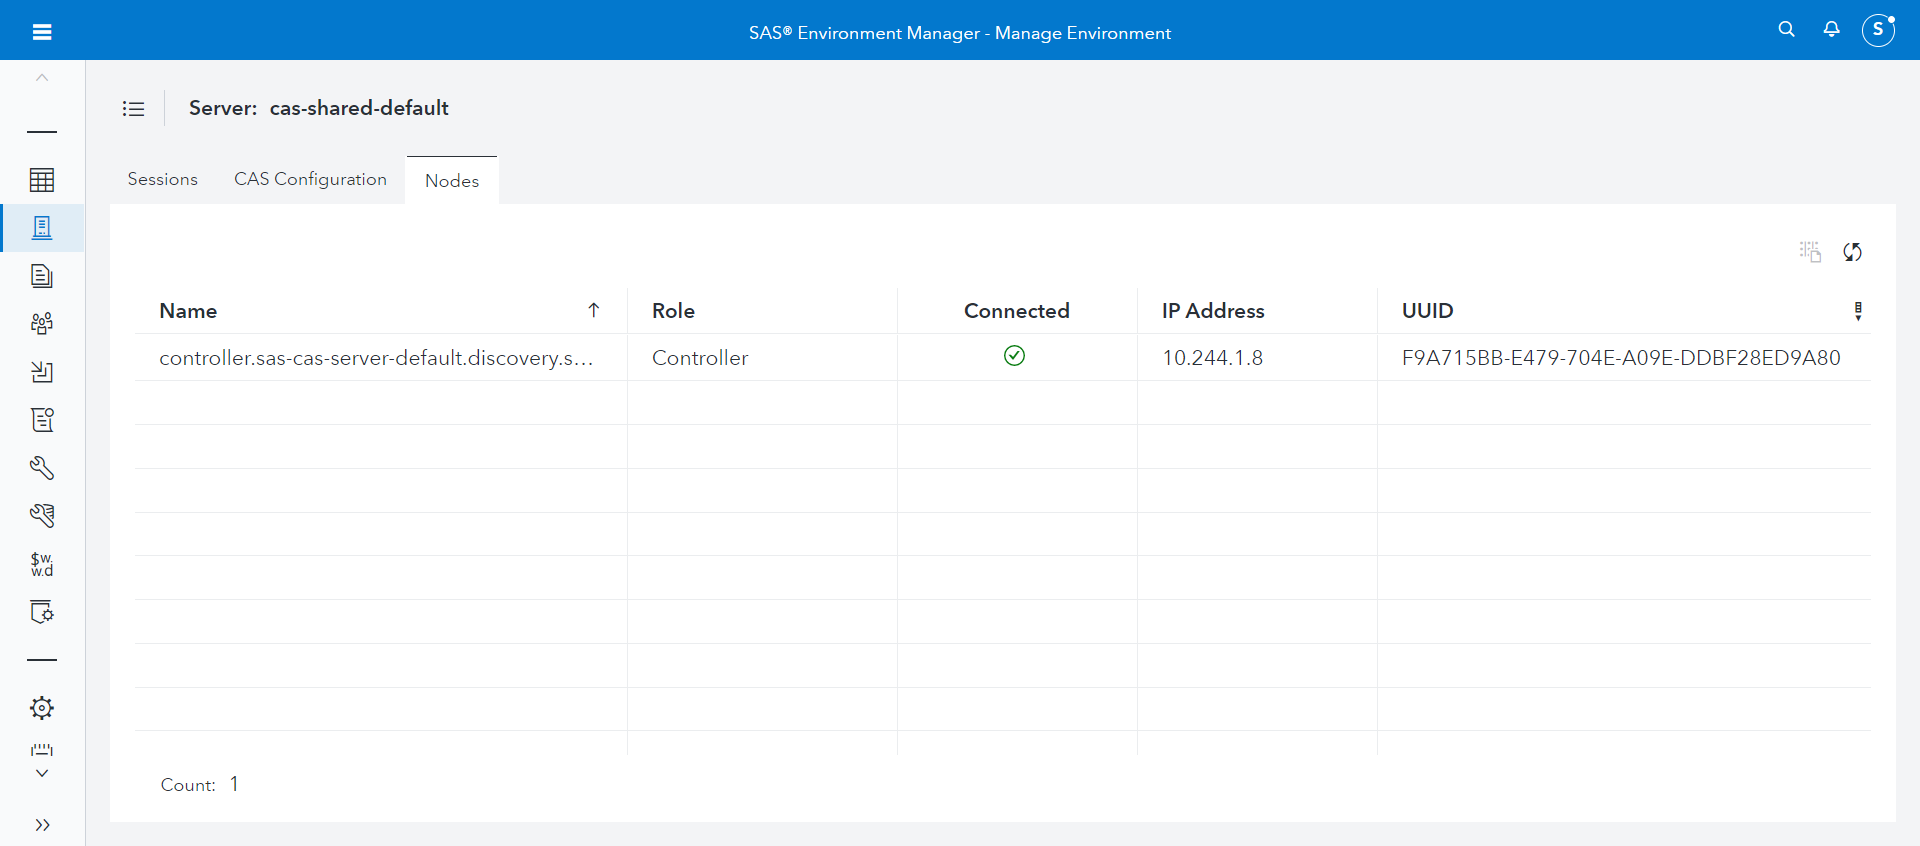 SAS® Environment Manager - Manage Environment
S
Server: cas-shared-default
Sessions CAS Configuration Nodes
Name Role Connected IP Address UUID
controller.sas-cas-server-default.discovery.s... Controller 10.244.1.8 F9A715BB-E479-704E-A09E-DDBF28ED9A80
$w.
w.d
Count: 1